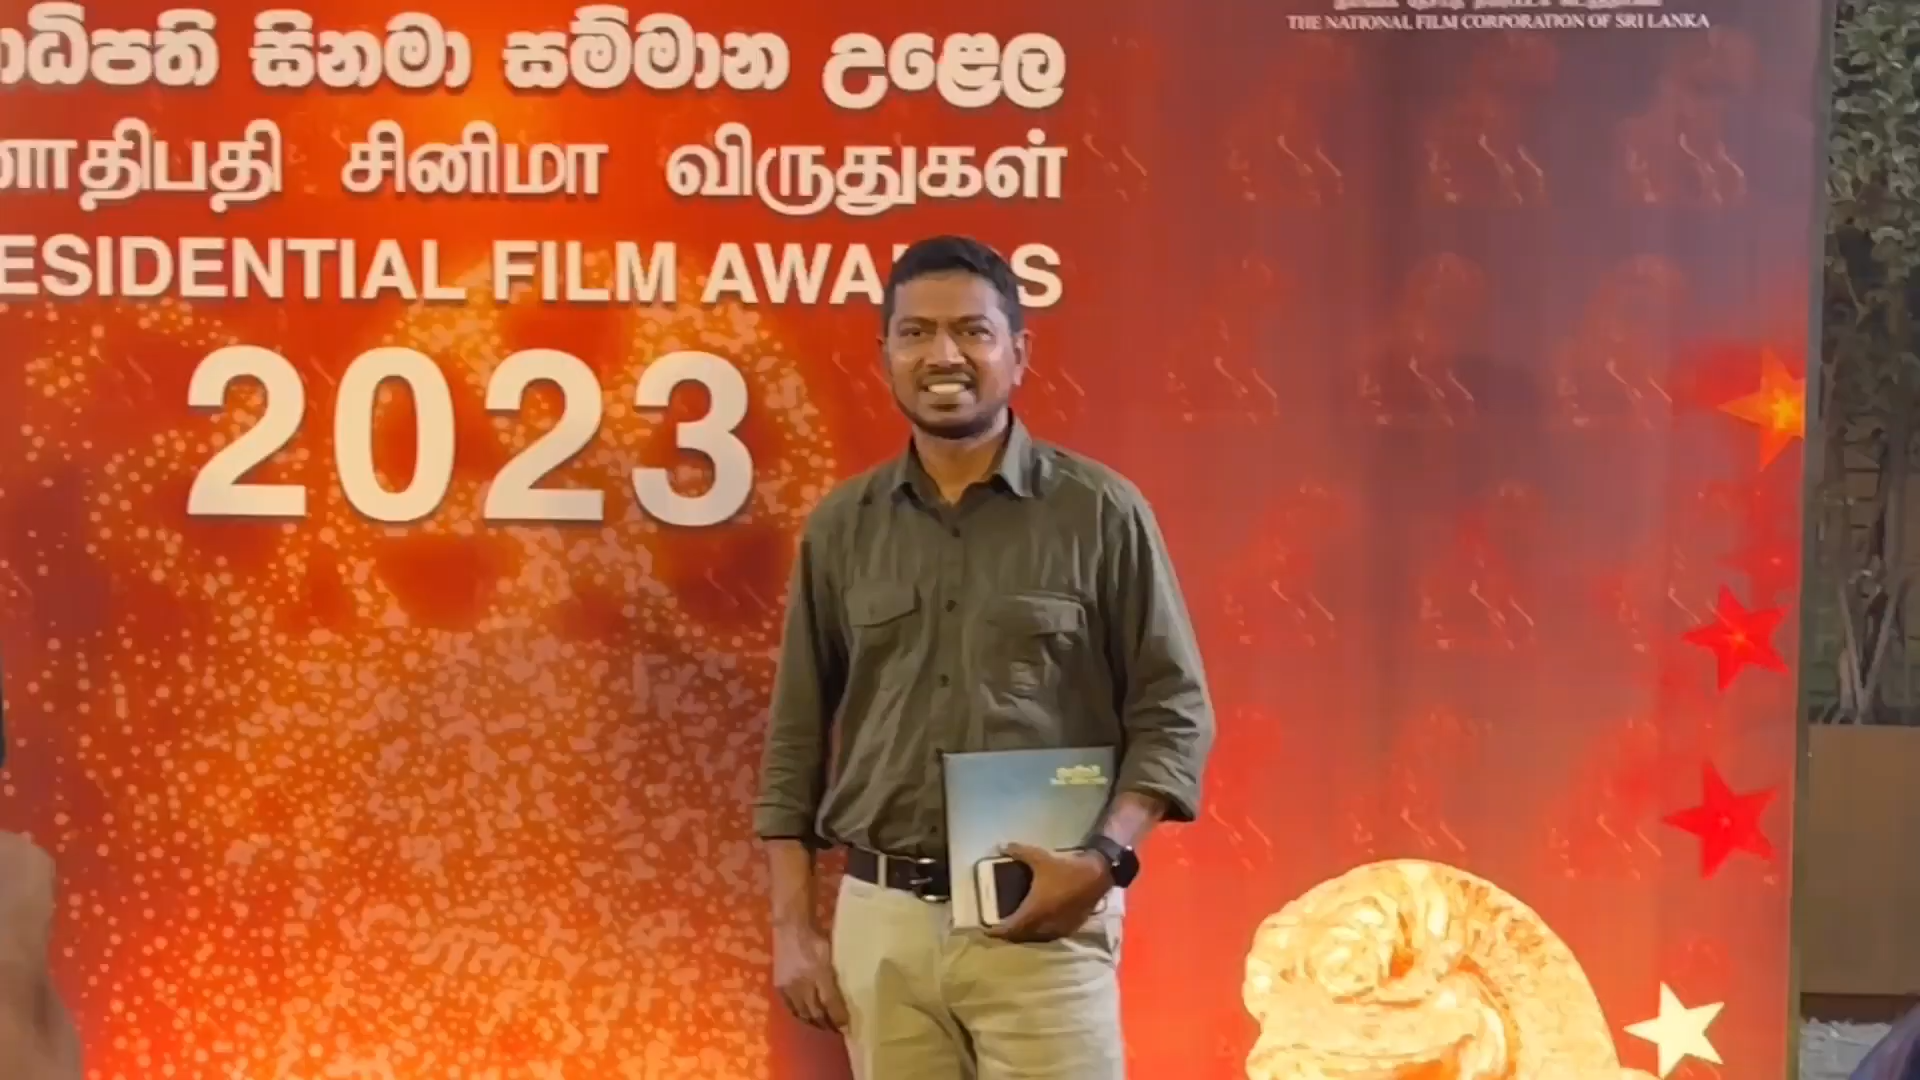 THE NATIONAL FILM CORPORATION OF SRI LANKA
ාධිපති සිනමා සම්මාන උළෙල
ாதிபதி சினிமா விருதுகள்
ESIDENTIAL FILM AWA S
2023